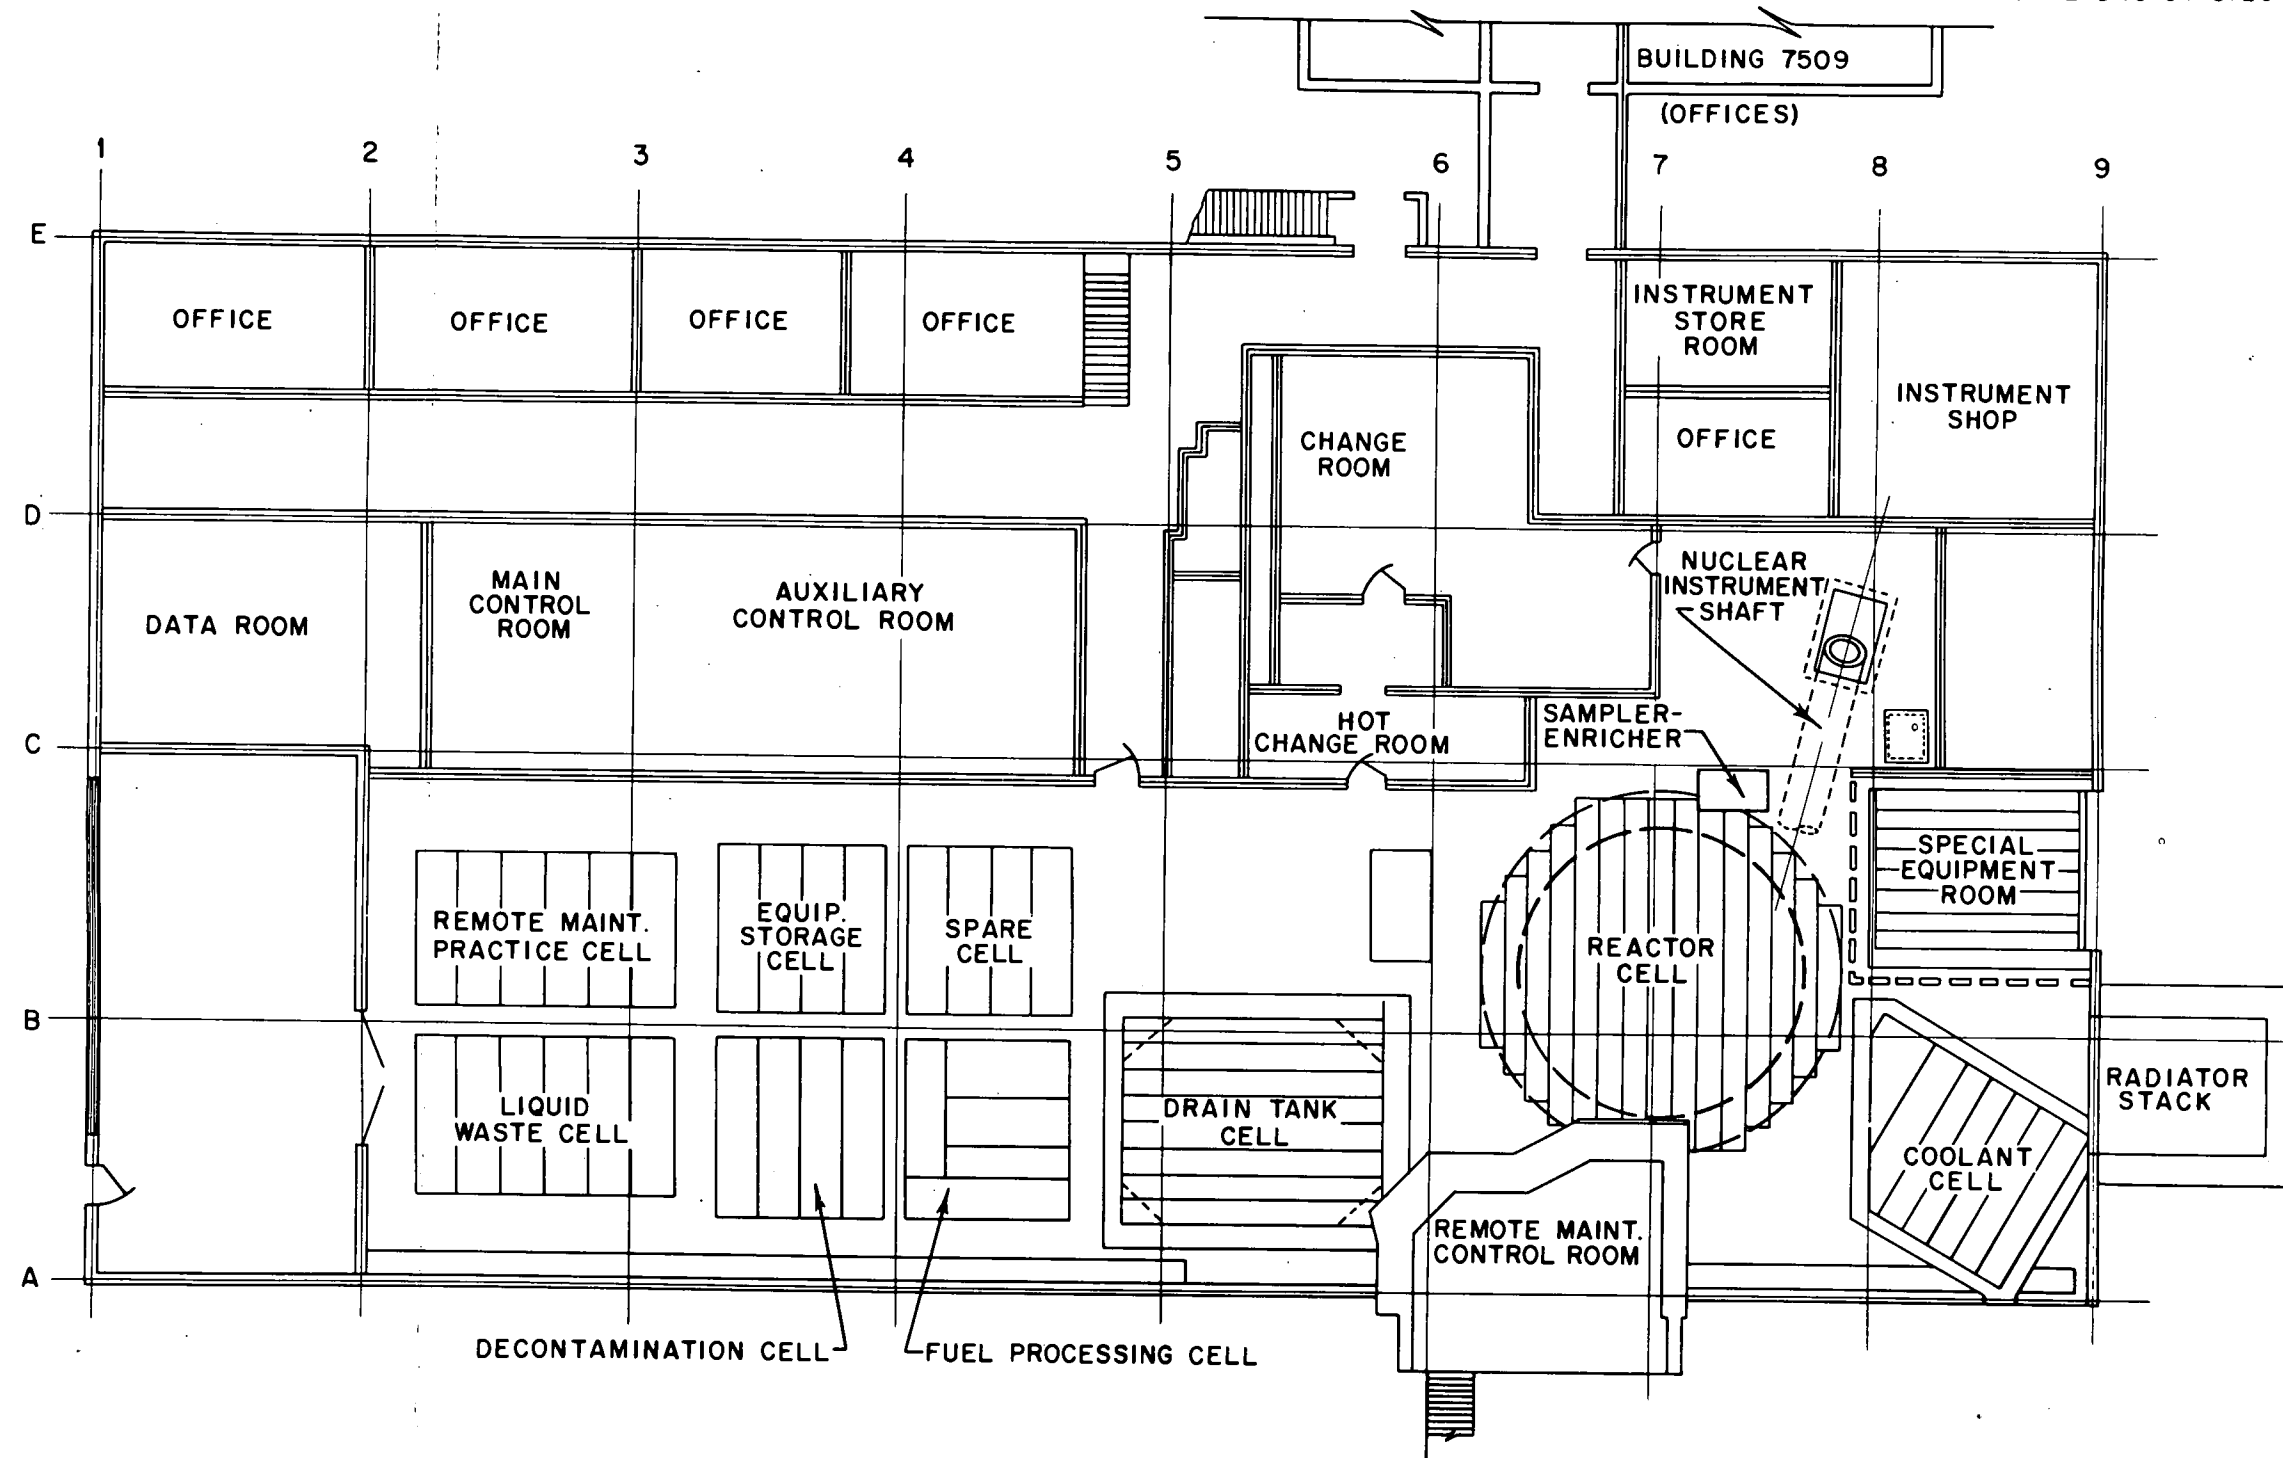 BUILDING 7509
(OFFICES)
1
2
3
4
5
6
7
8
9
E
D
C
B
A
OFFICE
OFFICE
OFFICE
OFFICE
INSTRUMENT
STORE
ROOM
INSTRUMENT
SHOP
OFFICE
CHANGE
ROOM
DATA ROOM
MAIN
CONTROL
ROOM
AUXILIARY
CONTROL ROOM
NUCLEAR
INSTRUMENT
SHAFT
HOT
CHANGE ROOM
SAMPLER-
ENRICHER
REMOTE MAINT.
PRACTICE CELL
EQUIP.
STORAGE
CELL
SPARE
CELL
REACTOR
CELL
SPECIAL
EQUIPMENT
ROOM
LIQUID
WASTE CELL
DRAIN TANK
CELL
RADIATOR
STACK
COOLANT
CELL
REMOTE MAINT.
CONTROL ROOM
DECONTAMINATION CELL
FUEL PROCESSING CELL